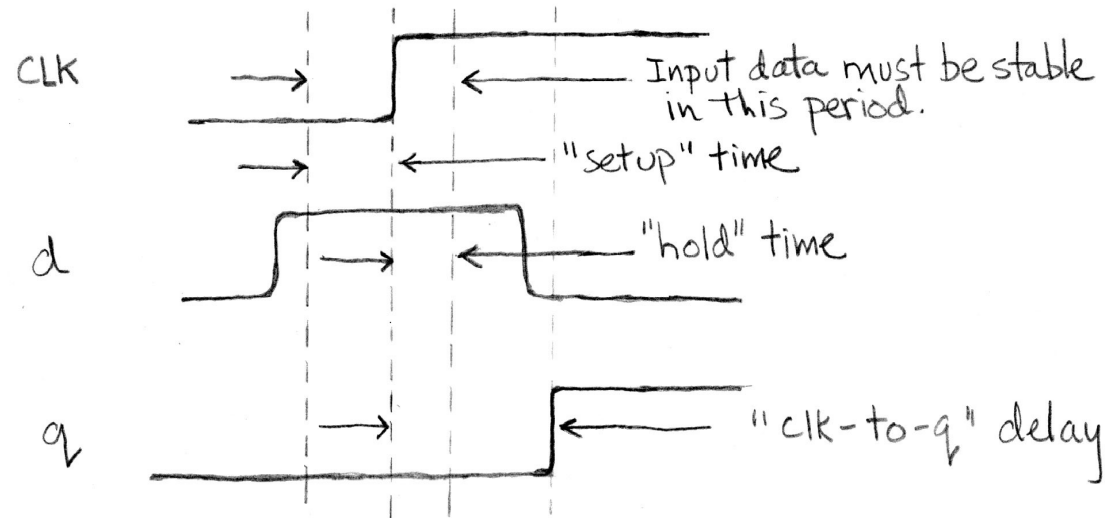 CLK
Input data must be stable
in this period.
"setup" time
d
"hold" time
q
"clk-to-q" delay